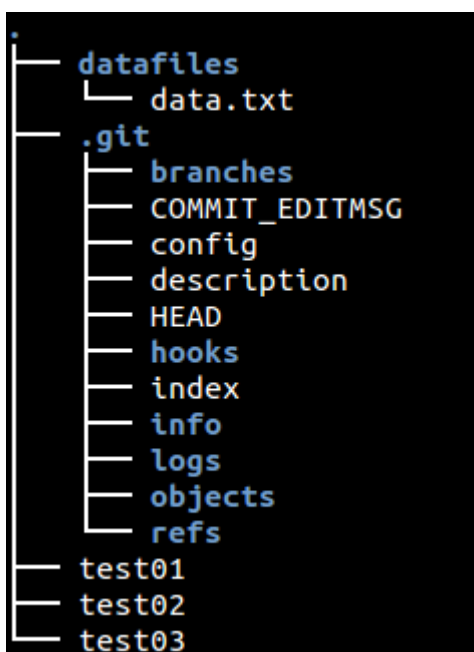 .
datafiles
data.txt
.git
branches
COMMIT_EDITMSG
config
description
HEAD
hooks
index
info
logs
objects
refs
test01
test02
test03